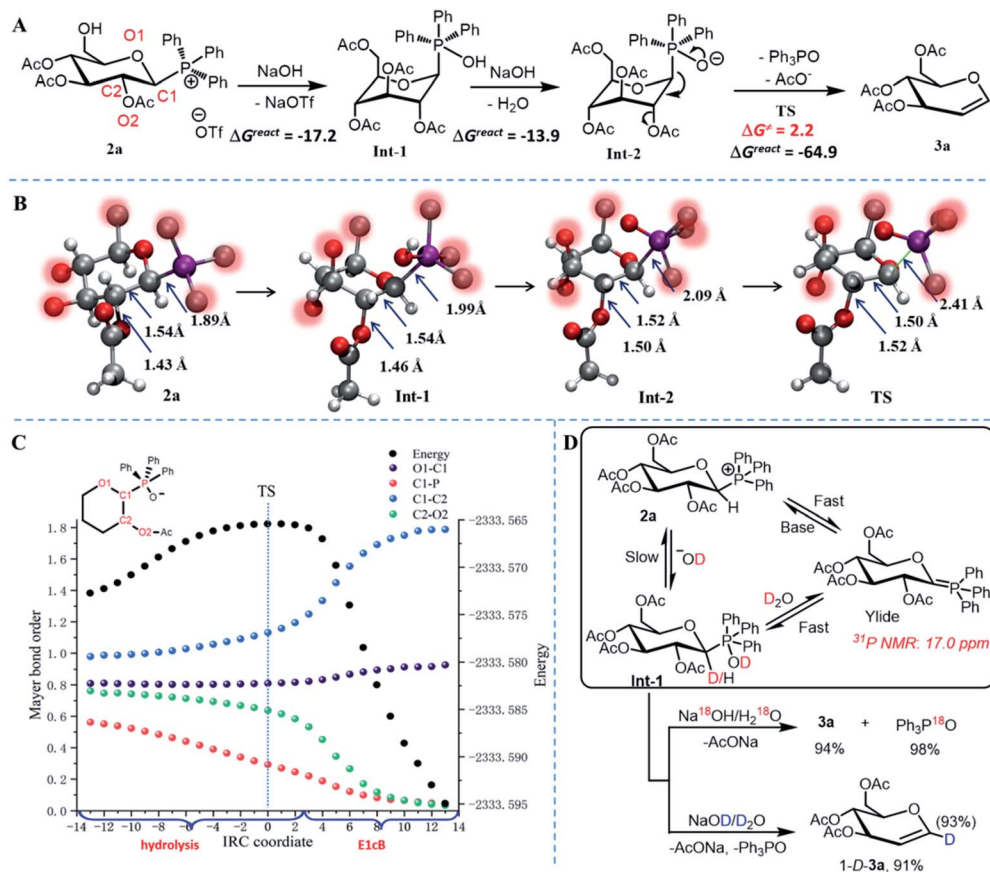 A
HO
O1
O
Ph
Ph
P
Ph
⊕
AcO
AcO
C2
C1
OAc
O2
⊖OTf
2a
NaOH
- NaOTf
ΔG^react = -17.2
Ph
Ph
Ph
P
OH
AcO
OAc
O
OAc
OAc
Int-1
NaOH
- H2O
ΔG^react = -13.9
Ph
Ph
Ph
P
O⊖
AcO
OAc
O
OAc
OAc
Int-2
- Ph3PO
- AcO-
TS
ΔG≠ = 2.2
ΔG^react = -64.9
OAc
O
AcO
AcO
3a
B
1.54Å
1.89Å
1.43 Å
2a
1.99Å
1.54Å
1.46 Å
Int-1
2.09 Å
1.52 Å
1.50 Å
Int-2
2.41 Å
1.50 Å
1.52 Å
TS
C
Ph
Ph
Ph
P
O-
O1
C1
C2
O2
Ac
TS
Energy
O1-C1
C1-P
C1-C2
C2-O2
Mayer bond order
1.8
1.6
1.4
1.2
1.0
0.8
0.6
0.4
0.2
0.0
-2333.565
-2333.570
-2333.575
-2333.580
-2333.585
-2333.590
-2333.595
Energy
-14 -12 -10 -8 -6 -4 -2 0 2 4 6 8 10 12 14
hydrolysis
IRC coordiate
E1cB
D
OAc
AcO
AcO
O
OAc
H
⊕
P
Ph
Ph
Ph
2a
Fast
Base
Slow
-OD
OAc
AcO
AcO
O
OAc
P
Ph
Ph
Ph
Ylide
31P NMR: 17.0 ppm
D2O
Fast
OAc
AcO
AcO
O
OAc
Ph
Ph
Ph
P
OD
D/H
Int-1
Na18OH/H2 18O
-AcONa
3a + Ph3P18O
94% 98%
NaOD/D2O
-AcONa, -Ph3PO
OAc
O
AcO
AcO
(93%)
D
1-D-3a, 91%